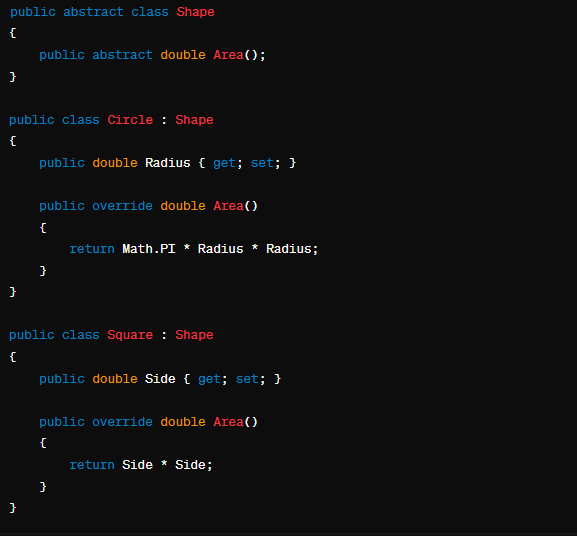 public abstract class Shape
{
    public abstract double Area();
}

public class Circle : Shape
{
    public double Radius { get; set; }

    public override double Area()
    {
        return Math.PI * Radius * Radius;
    }
}

public class Square : Shape
{
    public double Side { get; set; }

    public override double Area()
    {
        return Side * Side;
    }
}